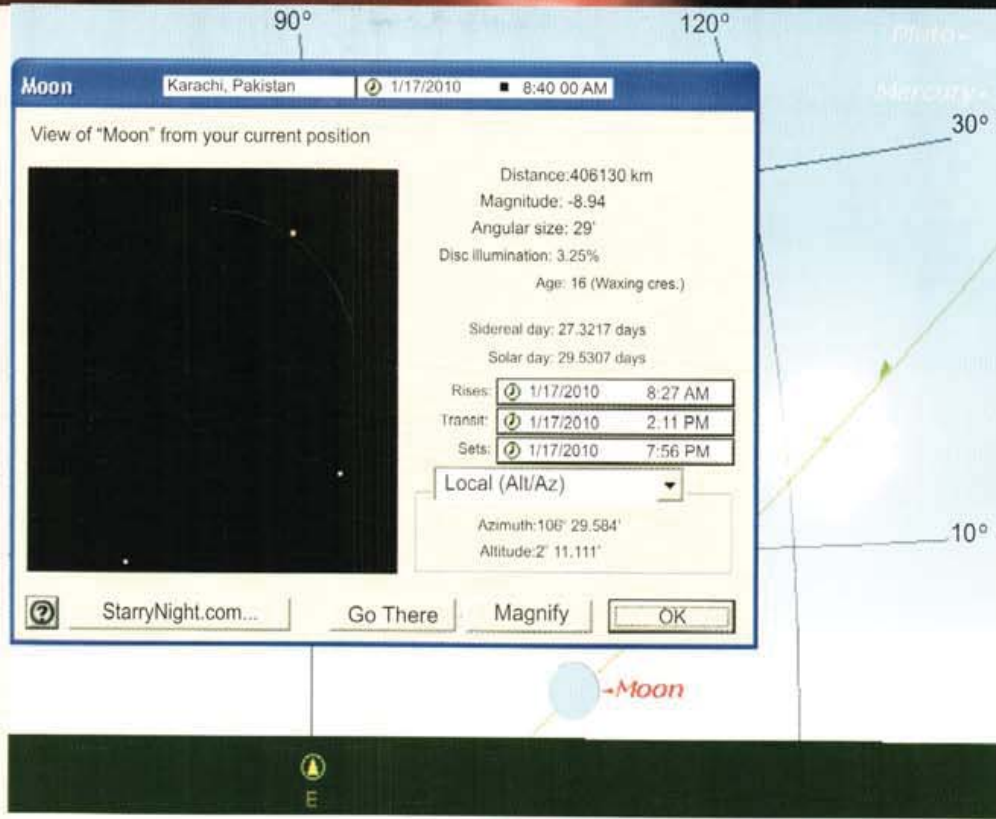 90°
120°
Pluto
Mercury
30°
Moon Karachi, Pakistan 1/17/2010 8:40 00 AM
View of "Moon" from your current position
Distance:406130 km
Magnitude: -8.94
Angular size: 29'
Disc illumination: 3.25%
Age: 16 (Waxing cres.)
Sidereal day: 27.3217 days
Solar day: 29.5307 days
Rises: 1/17/2010 8:27 AM
Transit: 1/17/2010 2:11 PM
Sets: 1/17/2010 7:56 PM
Local (Alt/Az)
Azimuth:106° 29.584'
Altitude:2° 11.111'
10°
? StarryNight.com... Go There Magnify OK
Moon
E